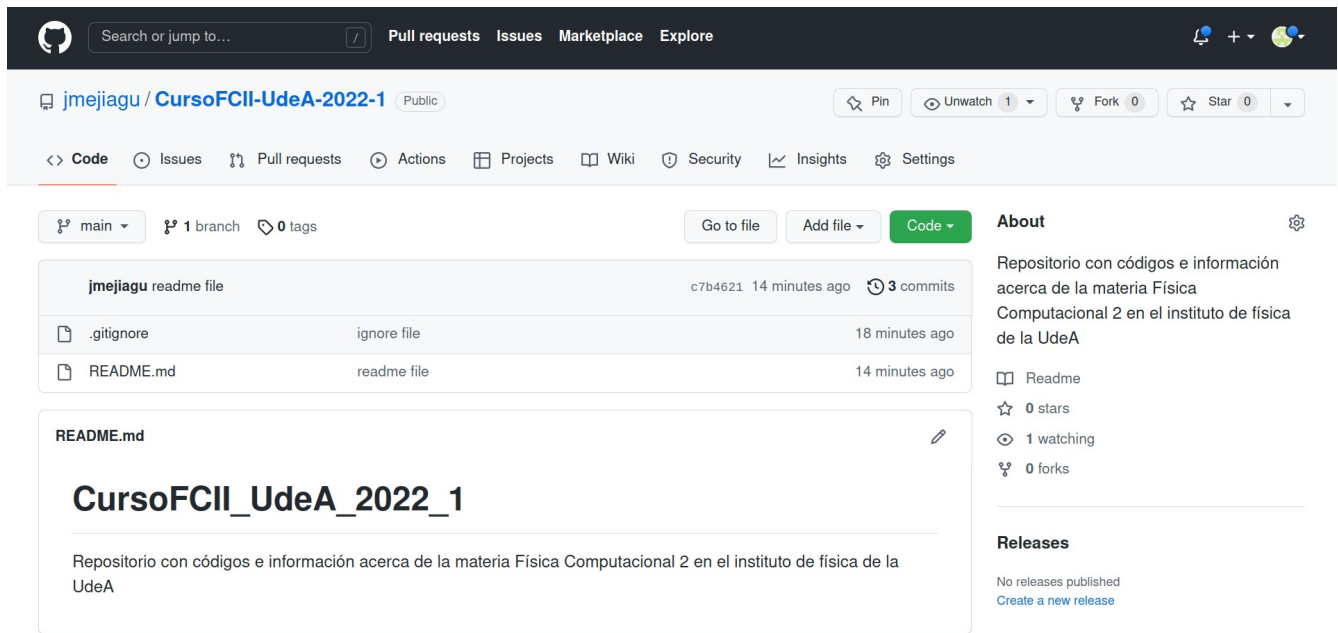 Search or jump to... / Pull requests Issues Marketplace Explore
jmejiagu / CursoFCII-UdeA-2022-1 Public
Pin Unwatch 1 Fork 0 Star 0
Code Issues Pull requests Actions Projects Wiki Security Insights Settings
main 1 branch 0 tags
Go to file Add file Code
jmejiagu readme file c7b4621 14 minutes ago 3 commits
.gitignore ignore file 18 minutes ago
README.md readme file 14 minutes ago
README.md
CursoFCII_UdeA_2022_1
Repositorio con códigos e información acerca de la materia Física Computacional 2 en el instituto de física de la
UdeA
About
Repositorio con códigos e información
acerca de la materia Física
Computacional 2 en el instituto de física
de la UdeA
Readme
0 stars
1 watching
0 forks
Releases
No releases published
Create a new release